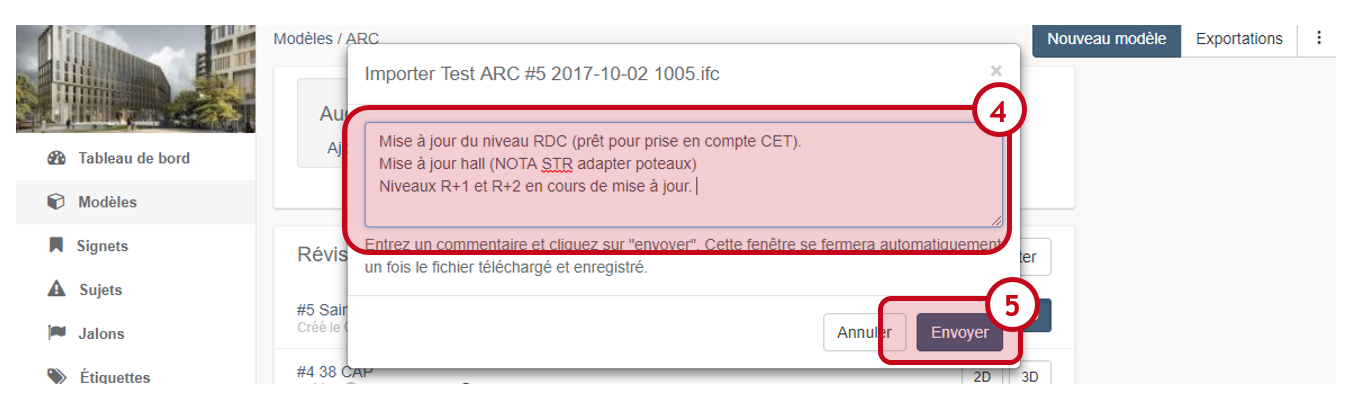 Modèles / ARC
Nouveau modèle
Exportations
Importer Test ARC #5 2017-10-02 1005.ifc
×
4
Mise à jour du niveau RDC (prêt pour prise en compte CET).
Mise à jour hall (NOTA STR adapter poteaux)
Niveaux R+1 et R+2 en cours de mise à jour.
Entrez un commentaire et cliquez sur "envoyer". Cette fenêtre se fermera automatiquement
un fois le fichier téléchargé et enregistré.
5
Annuler
Envoyer
Tableau de bord
Modèles
Signets
Sujets
Jalons
Étiquettes
Au
Aj
Révis
ter
#5 Sair
Créé le
#4 38 CAP
2D
3D